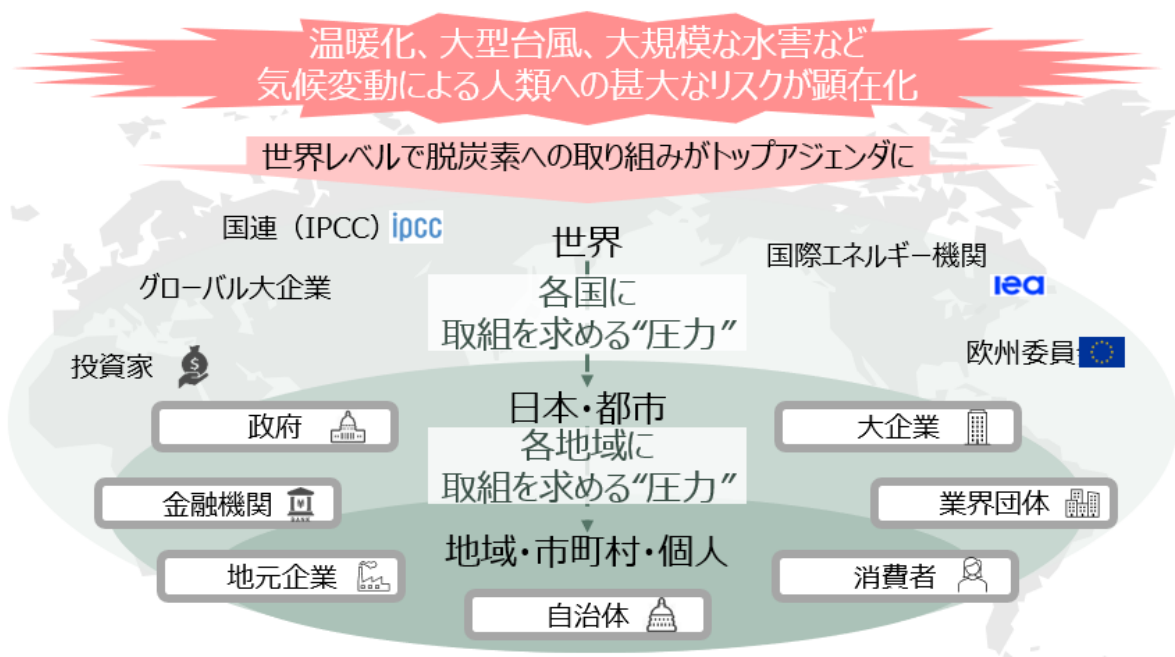 温暖化、大型台風、大規模な水害など
気候変動による人類への甚大なリスクが顕在化
世界レベルで脱炭素への取り組みがトップアジェンダに
国連（IPCC）
ipcc
世界
国際エネルギー機関
iea
グローバル大企業
各国に
取組を求める“圧力”
投資家
欧州委員
日本・都市
政府
大企業
各地域に
取組を求める“圧力”
金融機関
BANK
業界団体
地域・市町村・個人
地元企業
消費者
自治体